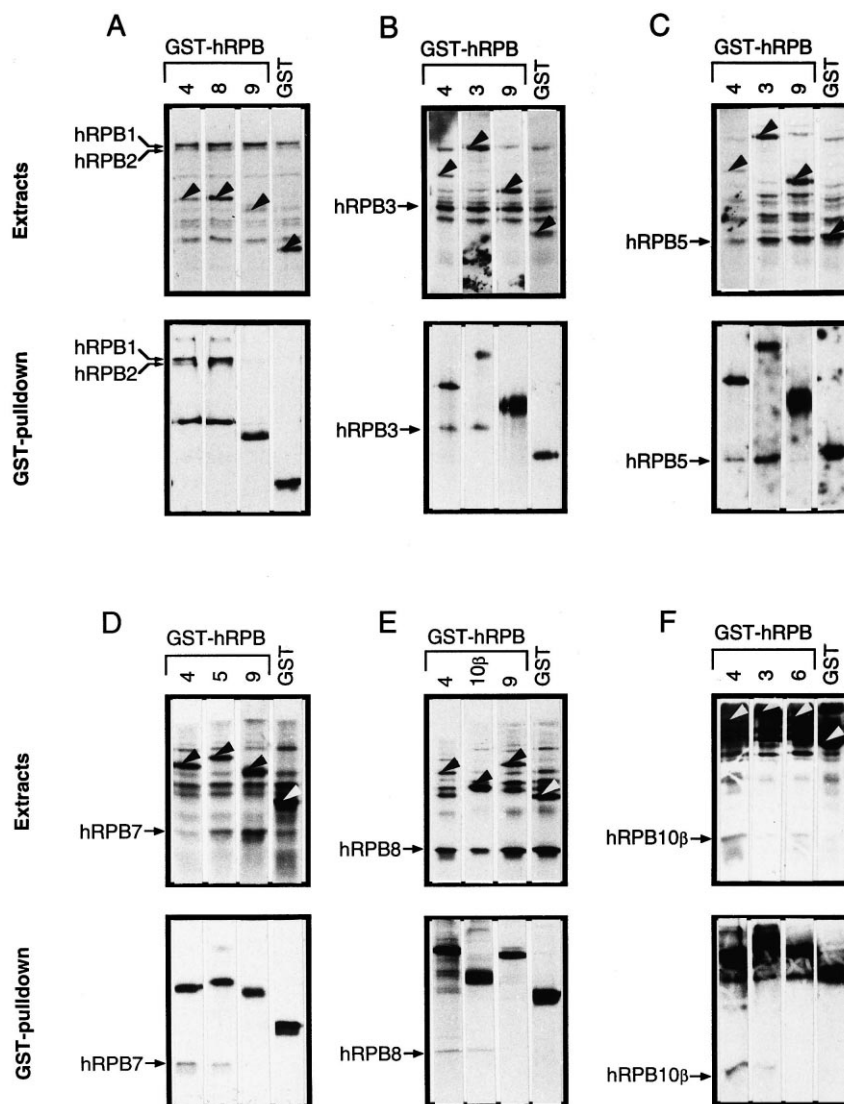 A
B
C
GST-hRPB
GST-hRPB
GST-hRPB
4 8 9 GST
4 3 9 GST
4 3 9 GST
Extracts
hRPB1
hRPB2
hRPB3
hRPB5
GST-pulldown
hRPB1
hRPB2
hRPB3
hRPB5
D
E
F
GST-hRPB
GST-hRPB
GST-hRPB
4 5 9 GST
4 10β 9 GST
4 3 6 GST
Extracts
hRPB7
hRPB8
hRPB10β
GST-pulldown
hRPB7
hRPB8
hRPB10β